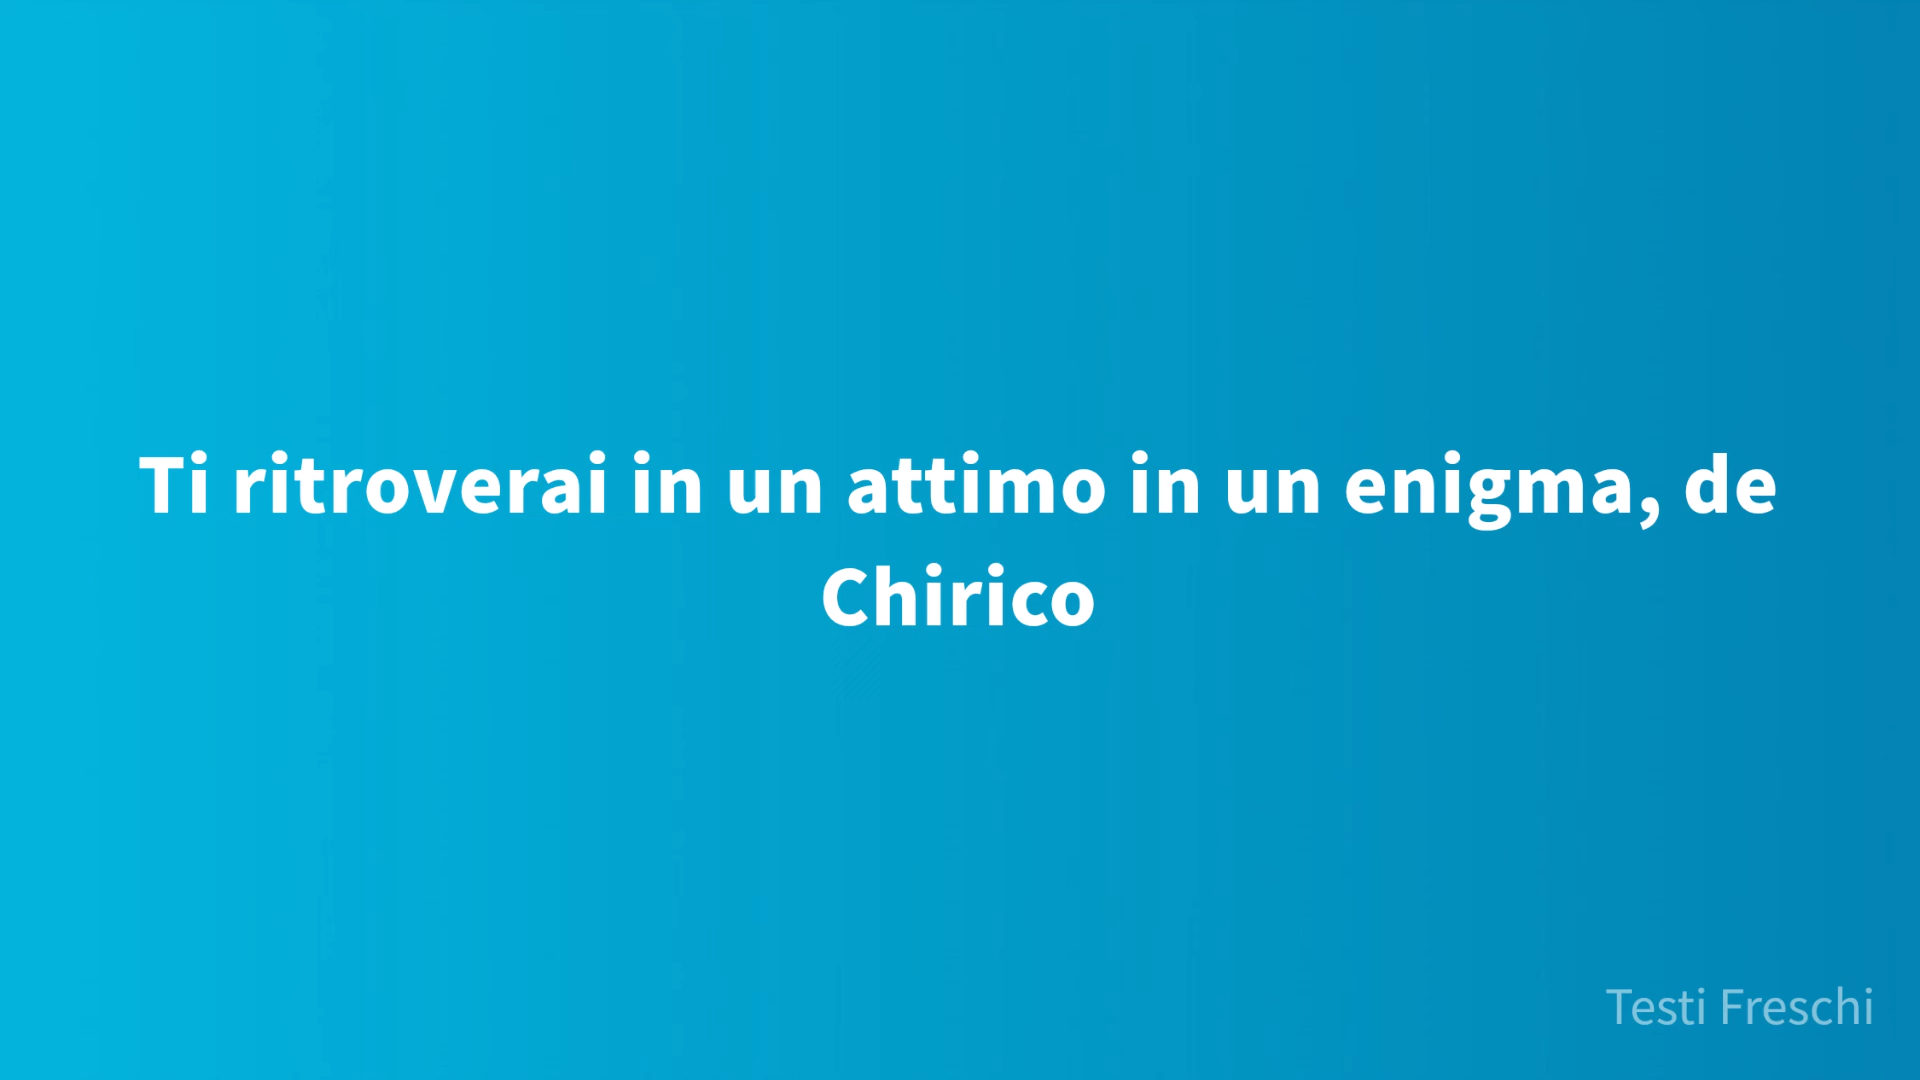 Ti ritroverai in un attimo in un enigma, de
Chirico
Testi Freschi